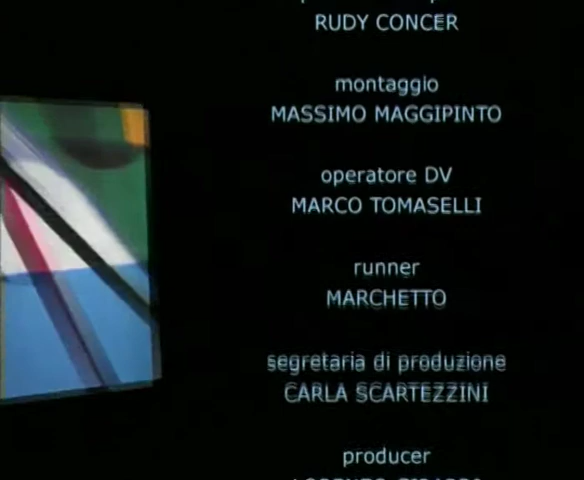 RUDY CONCER
montaggio
MASSIMO MAGGIPINTO
operatore DV
MARCO TOMASELLI
runner
MARCHETTO
segretaria di produzione
CARLA SCARTEZZINI
producer